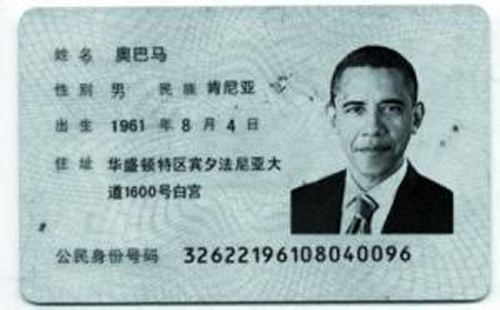 姓名 奥巴马
性别 男 民族 肯尼亚
出生 1961 年 8 月 4 日
住址 华盛顿特区宾夕法尼亚大
道1600号白宫
公民身份号码 32622196108040096